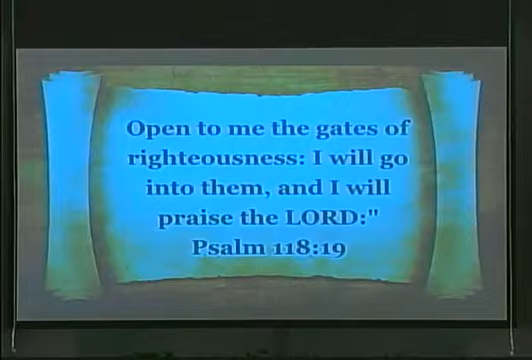 Open to me the gates of
righteousness: I will go
into them, and I will
praise the LORD:"
Psalm 118:19